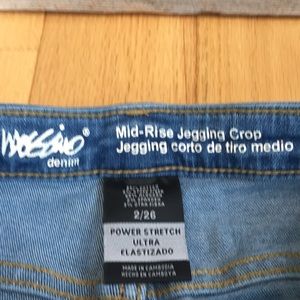 mossimo®
denim
Mid-Rise Jegging Crop
Jegging corto de tiro medio
2/26
POWER STRETCH
ULTRA
ELASTIZADO
MADE IN CAMBODIA
HECHO EN CAMBOYA